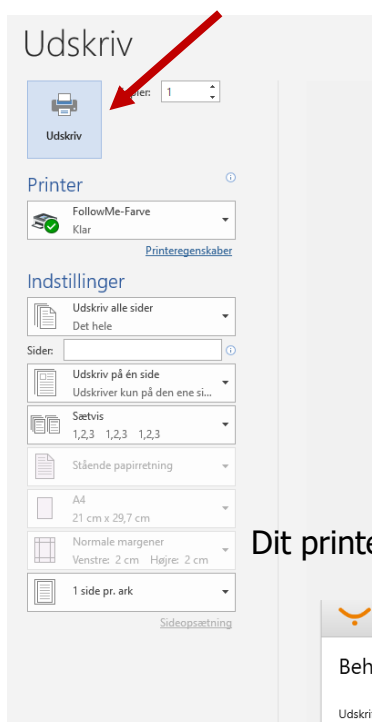 Udskriv
1
Udskriv
Printer
FollowMe-Farve
Klar
Printeregenskaber
Indstillinger
Udskriv alle sider
Det hele
Sider:
Udskriv på én side
Udskriver kun på den ene si...
Sætvis
1,2,3 1,2,3 1,2,3
Stående papirretning
A4
21 cm x 29,7 cm
Normale margener
Venstre: 2 cm Højre: 2 cm
Dit printe
1 side pr. ark
Sideopsætning
Beh
Udskri